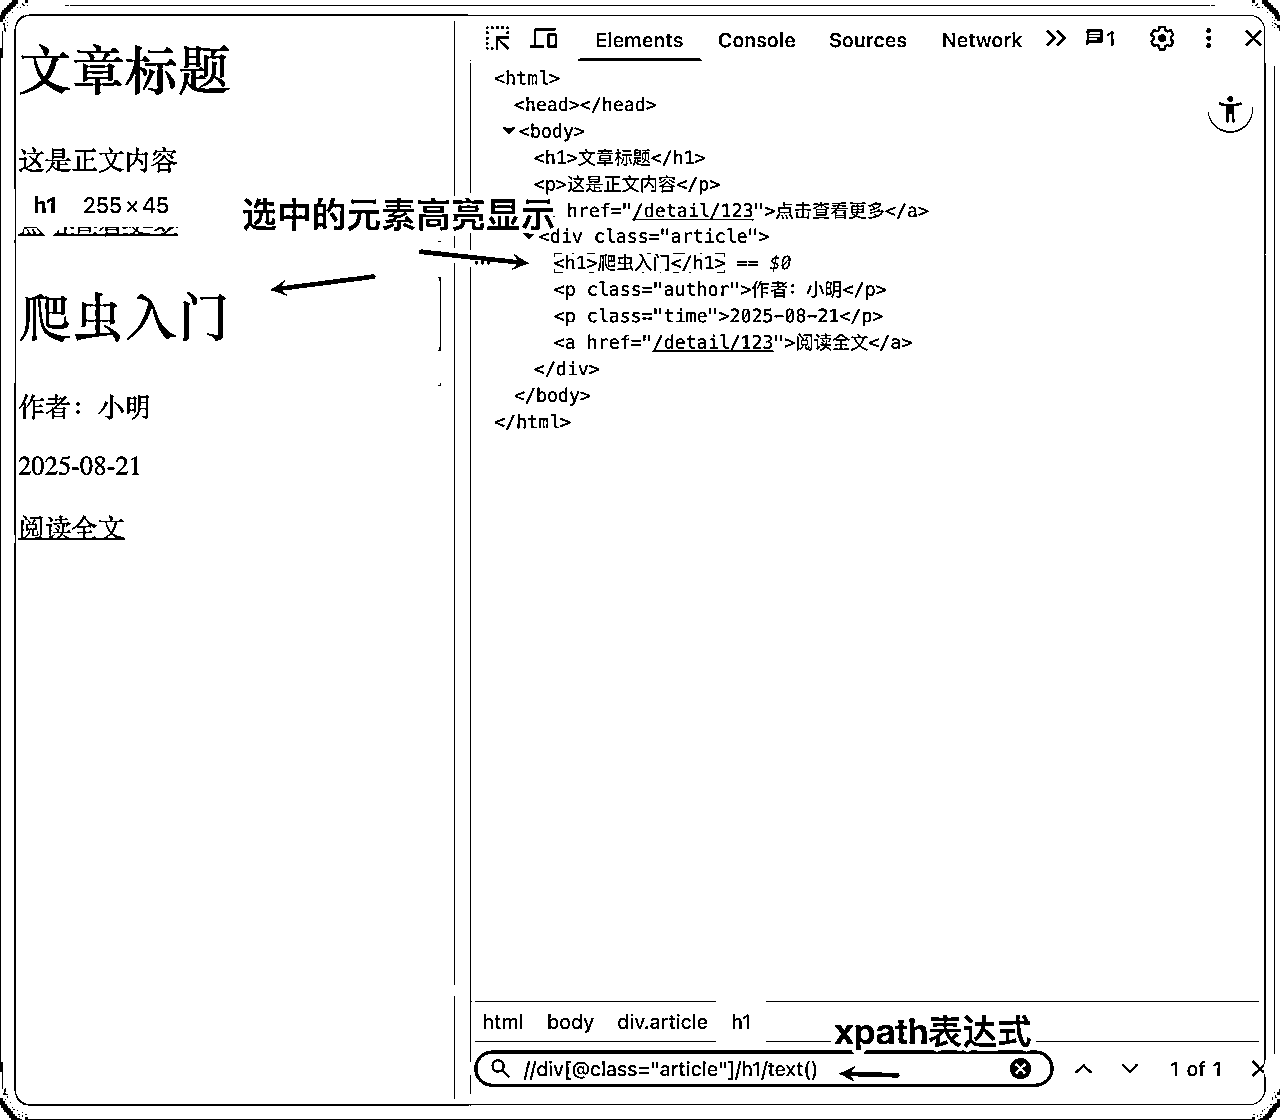 文章标题
这是正文内容
h1 255×45
选中的元素高亮显示
爬虫入门
作者：小明
2025-08-21
阅读全文
Elements Console Sources Network 1
<html>
<head></head>
<body>
<h1>文章标题</h1>
<p>这是正文内容</p>
href="/detail/123">点击查看更多</a>
<div class="article">
<h1>爬虫入门</h1> == $0
<p class="author">作者：小明</p>
<p class="time">2025-08-21</p>
<a href="/detail/123">阅读全文</a>
</div>
</body>
</html>
html body div.article h1
xpath表达式
//div[@class="article"]/h1/text() 1 of 1